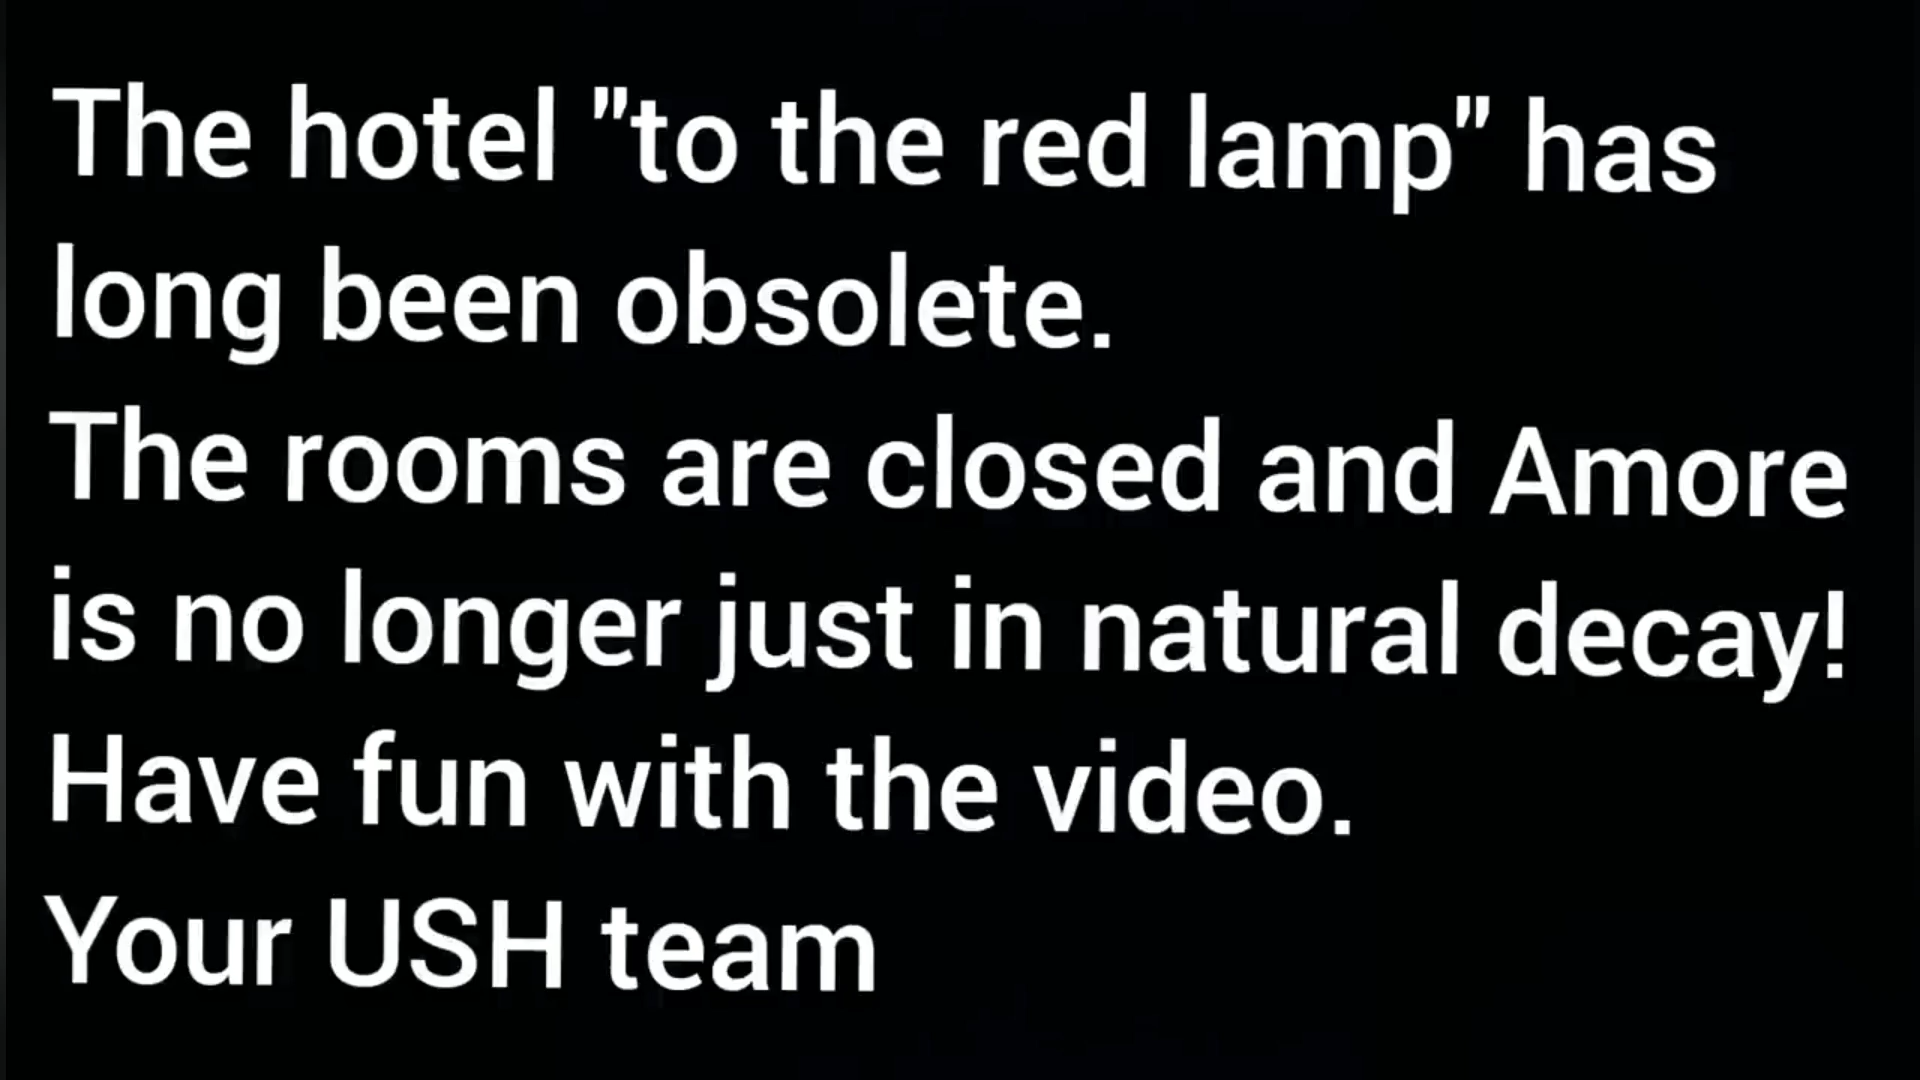 The hotel "to the red lamp" has
long been obsolete.
The rooms are closed and Amore
is no longer just in natural decay!
Have fun with the video.
Your USH team